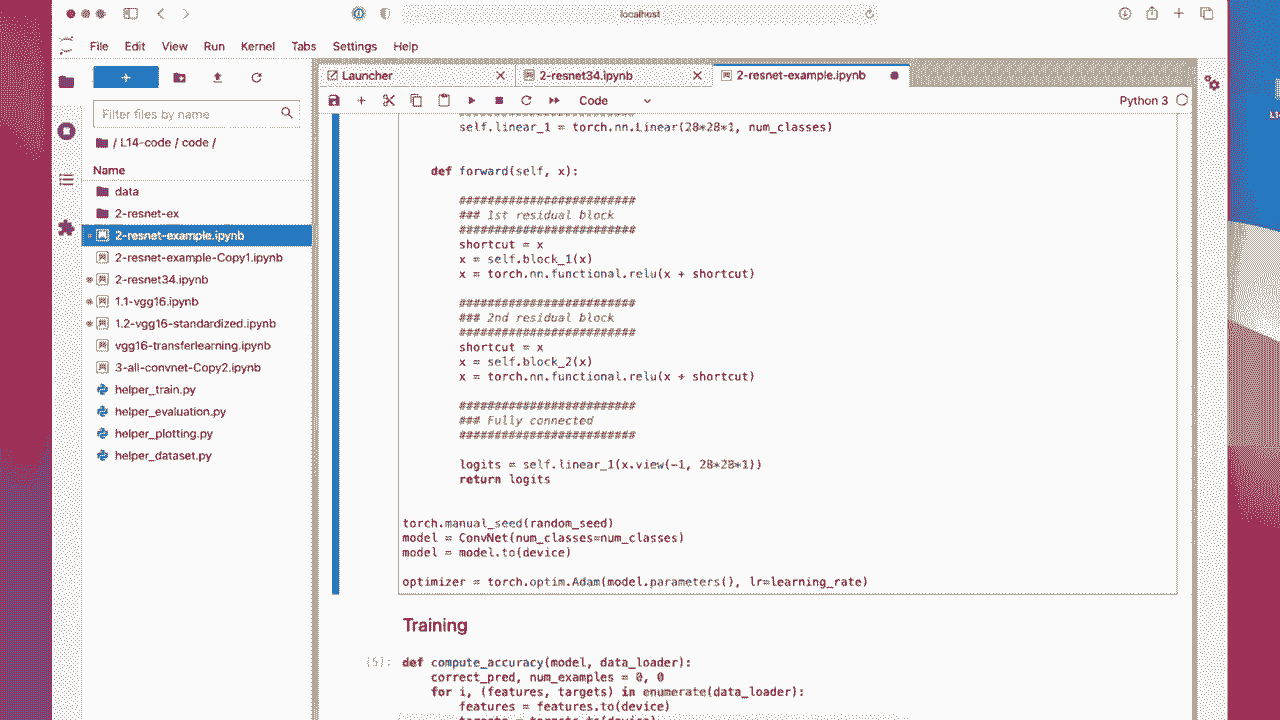 localhost
File Edit View Run Kernel Tabs Settings Help
Launcher
2-resnet34.ipynb
2-resnet-example.ipynb
Filter files by name
Code
Python 3
/ L14-code / code /
Name
data
2-resnet-ex
2-resnet-example.ipynb
2-resnet-example-Copy1.ipynb
2-resnet34.ipynb
1.1-vgg16.ipynb
1.2-vgg16-standardized.ipynb
vgg16-transferlearning.ipynb
3-all-convnet-Copy2.ipynb
helper_train.py
helper_evaluation.py
helper_plotting.py
helper_dataset.py
self.linear_1 = torch.nn.Linear(28*28*1, num_classes)
def forward(self, x):
#########################
### 1st residual block
#########################
shortcut = x
x = self.block_1(x)
x = torch.nn.functional.relu(x + shortcut)
#########################
### 2nd residual block
#########################
shortcut = x
x = self.block_2(x)
x = torch.nn.functional.relu(x + shortcut)
#########################
### Fully connected
#########################
logits = self.linear_1(x.view(-1, 28*28*1))
return logits
torch.manual_seed(random_seed)
model = ConvNet(num_classes=num_classes)
model = model.to(device)
optimizer = torch.optim.Adam(model.parameters(), lr=learning_rate)
Training
[5]: def compute_accuracy(model, data_loader):
correct_pred, num_examples = 0, 0
for i, (features, targets) in enumerate(data_loader):
features = features.to(device)